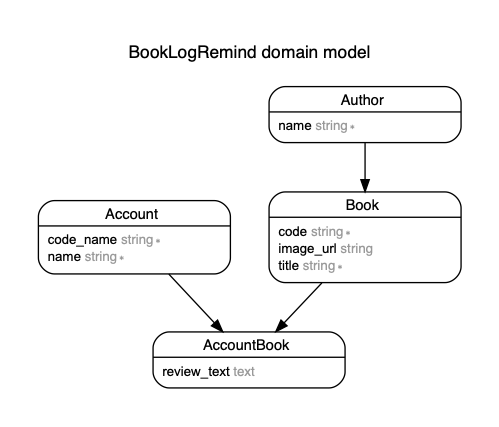 BookLogRemind domain model
Author
name string *
Account
code_name string *
name string *
Book
code string *
image_url string
title string *
AccountBook
review_text text